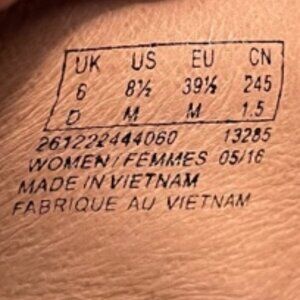 UK US EU CN
6 8½ 39½ 245
D M M 1.5
261222444060 13285
WOMEN/FEMMES 05/16
MADE IN VIETNAM
FABRIQUE AU VIETNAM